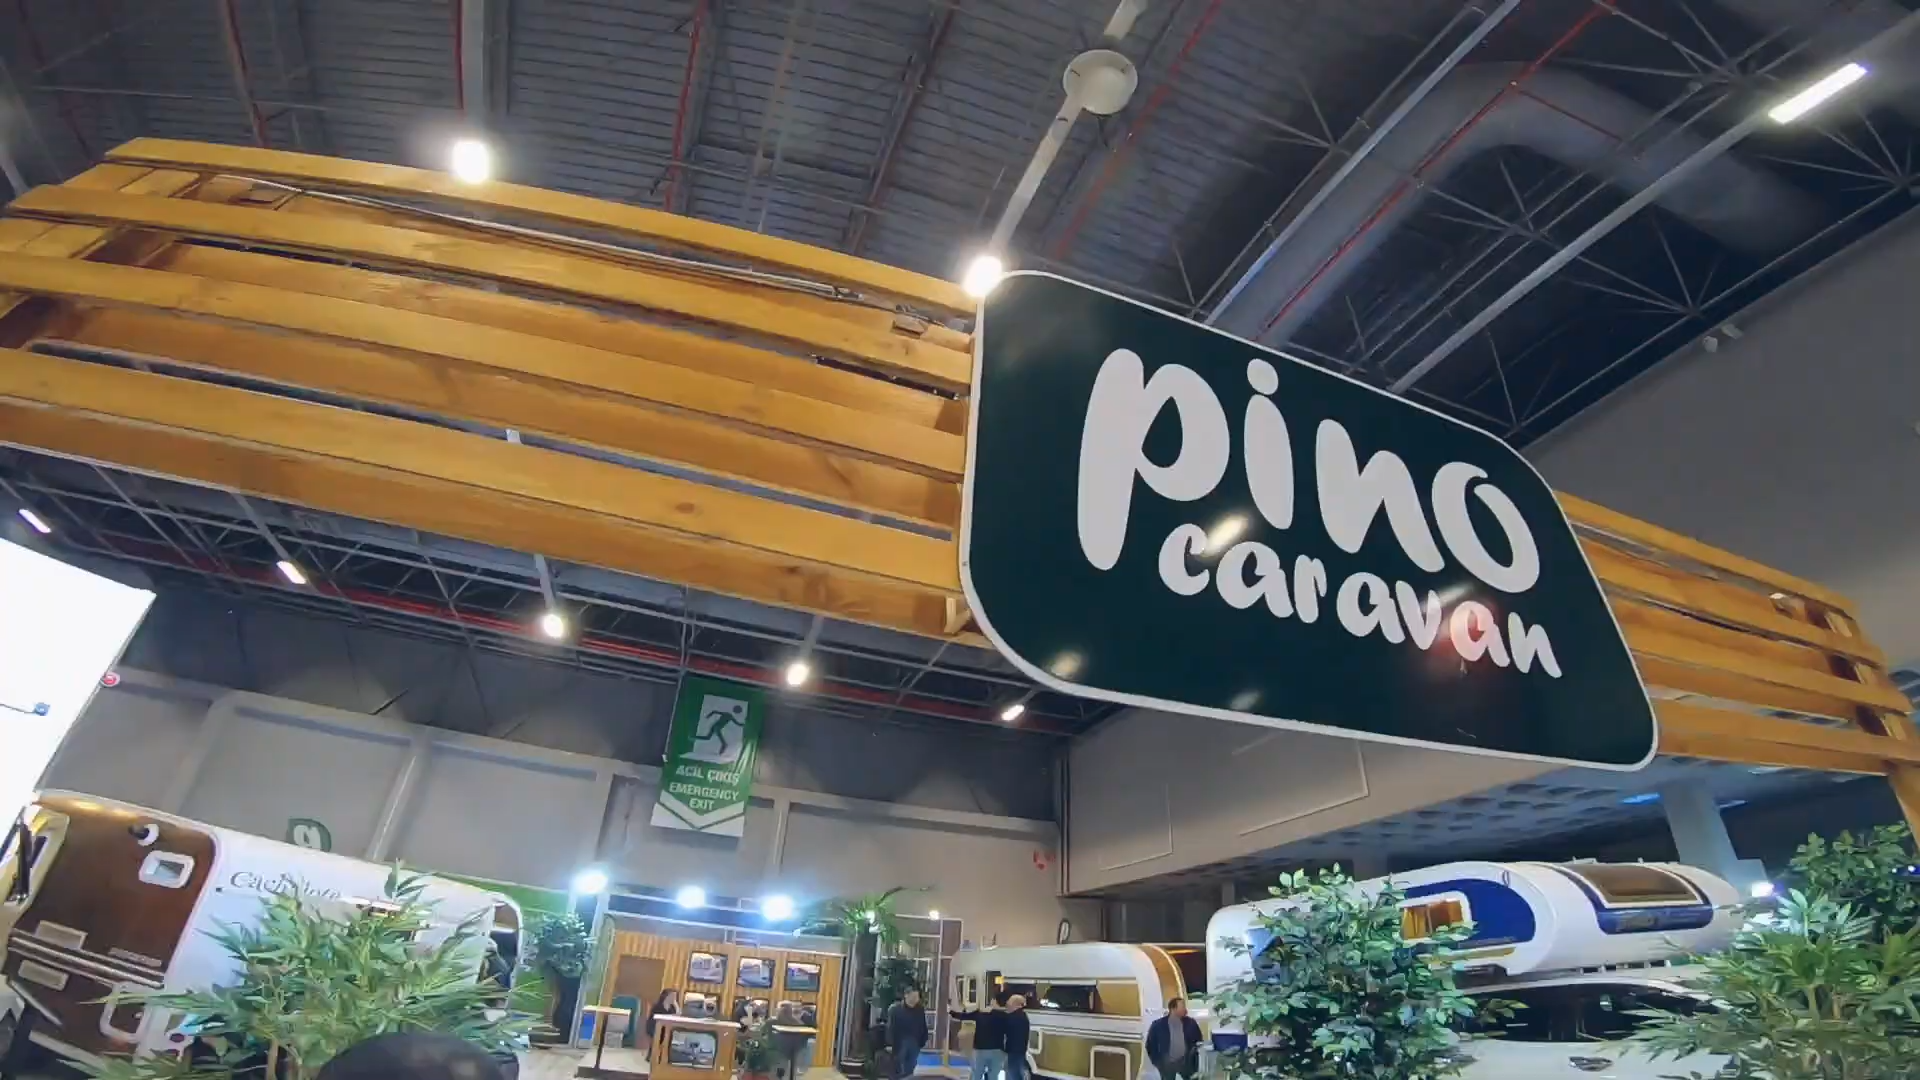 pino
caravan
ACİL ÇIKIŞ
EMERGENCY
EXIT